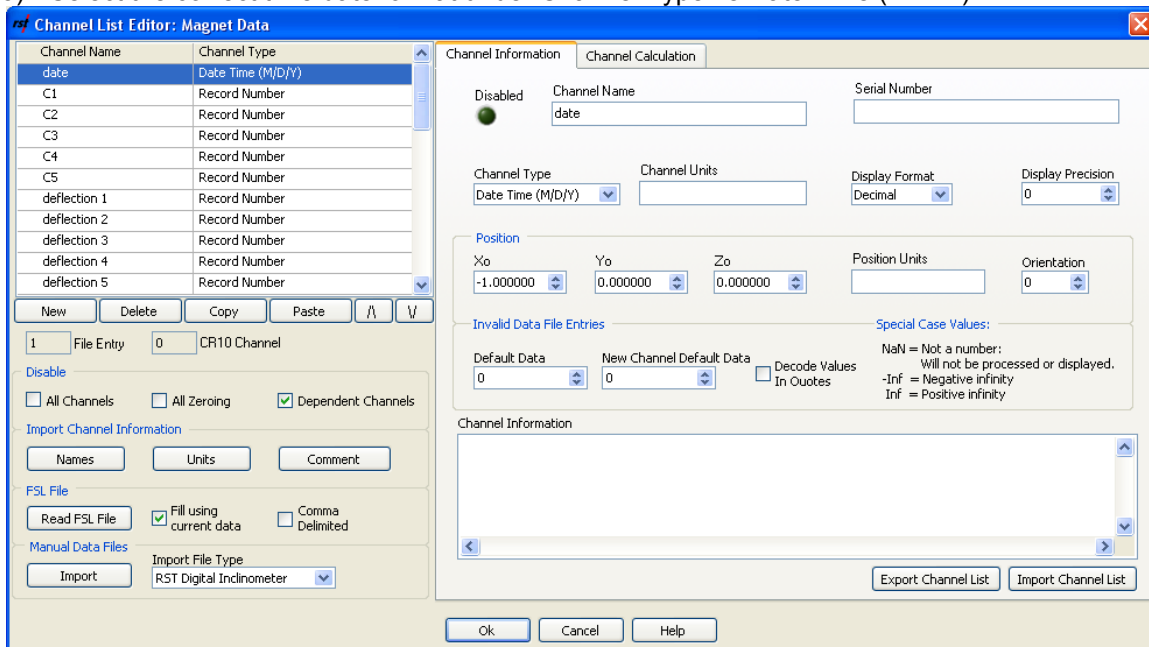 rst Channel List Editor: Magnet Data
Channel Name Channel Type
date Date Time (M/D/Y)
C1 Record Number
C2 Record Number
C3 Record Number
C4 Record Number
C5 Record Number
deflection 1 Record Number
deflection 2 Record Number
deflection 3 Record Number
deflection 4 Record Number
deflection 5 Record Number
New Delete Copy Paste /\ \/
1 File Entry 0 CR10 Channel
Disable
All Channels All Zeroing Dependent Channels
Import Channel Information
Names Units Comment
FSL File
Read FSL File Fill using current data Comma Delimited
Manual Data Files
Import File Type
Import RST Digital Inclinometer
Channel Information Channel Calculation
Disabled Channel Name Serial Number
date
Channel Type Channel Units Display Format Display Precision
Date Time (M/D/Y) Decimal 0
Position
Xo Yo Zo Position Units Orientation
-1.000000 0.000000 0.000000 0
Invalid Data File Entries
Default Data New Channel Default Data Decode Values In Quotes
0 0
Special Case Values:
NaN = Not a number:
Will not be processed or displayed.
-Inf = Negative infinity
Inf = Positive infinity
Channel Information
Export Channel List Import Channel List
Ok Cancel Help